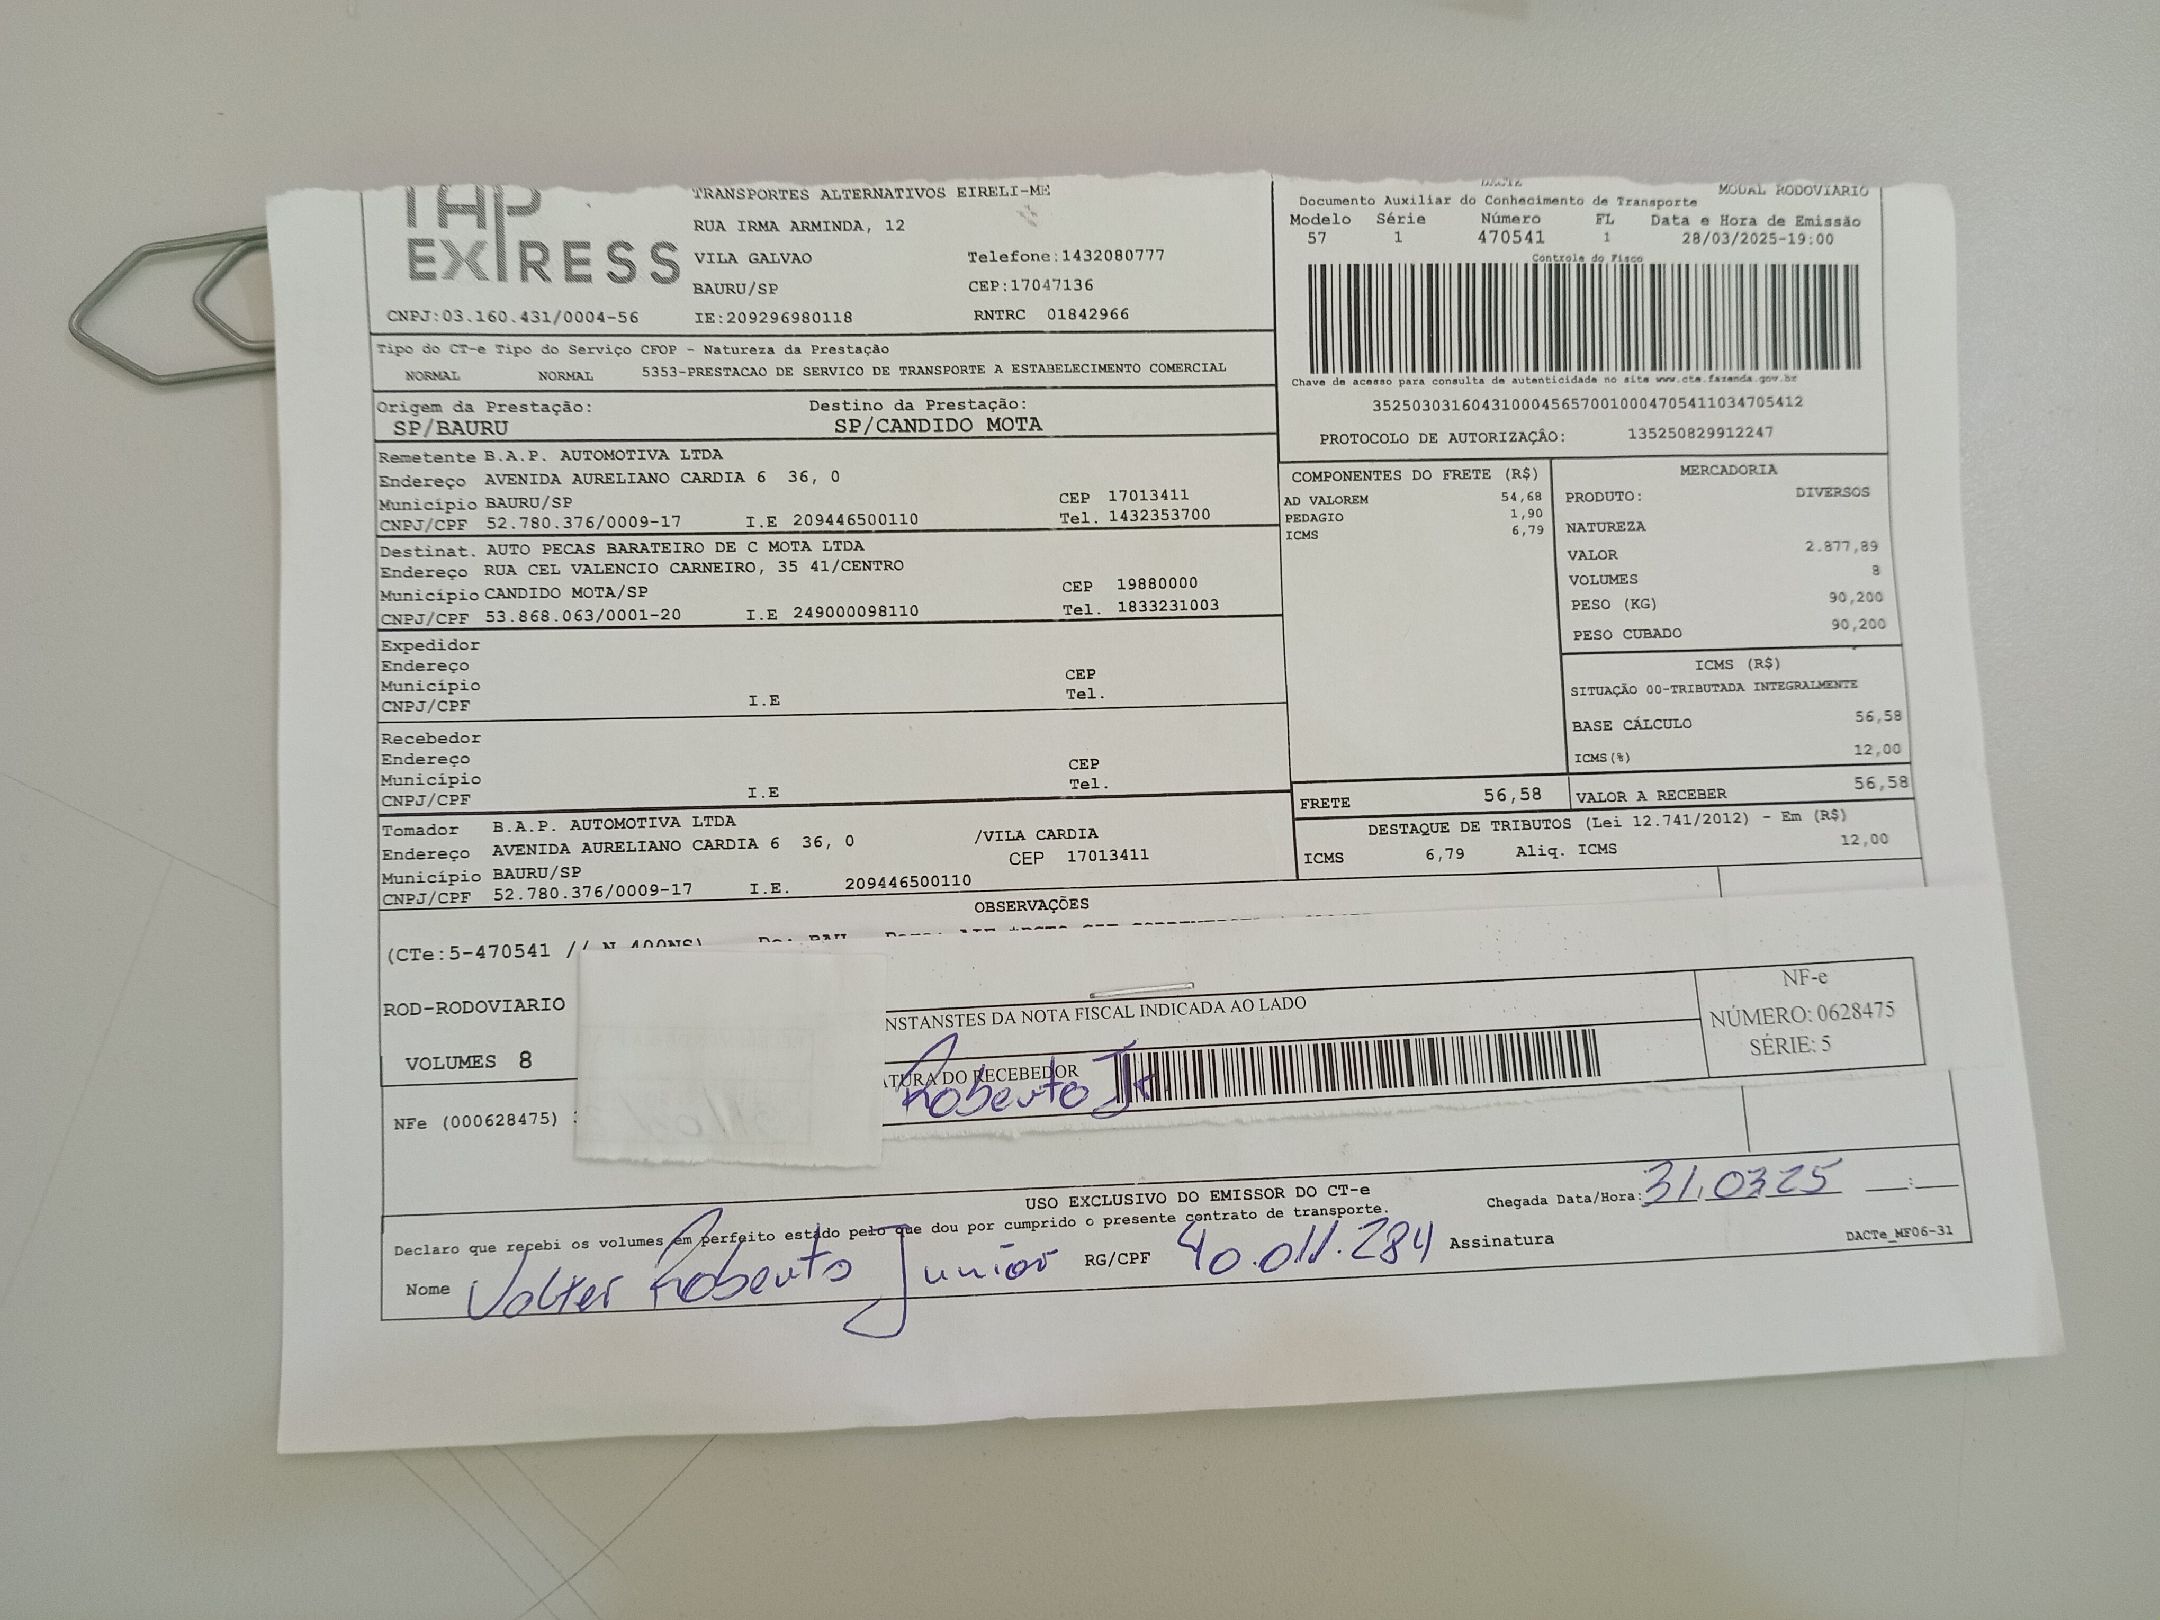 TAP
EXPRESS
TRANSPORTES ALTERNATIVOS EIRELI-ME
RUA IRMA ARMINDA, 12
VILA GALVAO Telefone:1432080777
BAURU/SP CEP:17047136
CNPJ:03.160.431/0004-56 IE:209296980118 RNTRC 01842966
DACTE MODAL RODOVIÁRIO
Documento Auxiliar do Conhecimento de Transporte
Modelo Série Número FL Data e Hora de Emissão
57 1 470541 1 28/03/2025-19:00
Controle do Fisco
Chave de acesso para consulta de autenticidade no site www.cte.fazenda.gov.br
35250303160431000456570010004705411034705412
PROTOCOLO DE AUTORIZAÇÂO: 135250829912247
Tipo do CT-e Tipo do Serviço CFOP - Natureza da Prestação
NORMAL NORMAL 5353-PRESTACAO DE SERVICO DE TRANSPORTE A ESTABELECIMENTO COMERCIAL
Origem da Prestação: Destino da Prestação:
SP/BAURU SP/CANDIDO MOTA
Remetente B.A.P. AUTOMOTIVA LTDA
Endereço AVENIDA AURELIANO CARDIA 6 36, 0
Município BAURU/SP CEP 17013411
CNPJ/CPF 52.780.376/0009-17 I.E 209446500110 Tel. 1432353700
Destinat. AUTO PECAS BARATEIRO DE C MOTA LTDA
Endereço RUA CEL VALENCIO CARNEIRO, 35 41/CENTRO
Município CANDIDO MOTA/SP CEP 19880000
CNPJ/CPF 53.868.063/0001-20 I.E 249000098110 Tel. 1833231003
Expedidor
Endereço
Município CEP
CNPJ/CPF I.E Tel.
Recebedor
Endereço
Município CEP
CNPJ/CPF I.E Tel.
Tomador B.A.P. AUTOMOTIVA LTDA
Endereço AVENIDA AURELIANO CARDIA 6 36, 0 /VILA CARDIA
Município BAURU/SP CEP 17013411
CNPJ/CPF 52.780.376/0009-17 I.E. 209446500110
COMPONENTES DO FRETE (R$)
AD VALOREM 54,68
PEDAGIO 1,90
ICMS 6,79
MERCADORIA
PRODUTO: DIVERSOS
NATUREZA
VALOR 2.877,89
VOLUMES 8
PESO (KG) 90,200
PESO CUBADO 90,200
ICMS (R$)
SITUAÇÃO 00-TRIBUTADA INTEGRALMENTE
BASE CÁLCULO 56,58
ICMS(%) 12,00
FRETE 56,58 VALOR A RECEBER 56,58
DESTAQUE DE TRIBUTOS (Lei 12.741/2012) - Em (R$)
ICMS 6,79 Aliq. ICMS 12,00
OBSERVAÇÕES
(CTe:5-470541 //
ROD-RODOVIARIO
VOLUMES 8
NFe (000628475)
NSTANSTES DA NOTA FISCAL INDICADA AO LADO
ATURA DO RECEBEDOR
Roberto Jr
NF-e
NÚMERO: 0628475
SÉRIE: 5
USO EXCLUSIVO DO EMISSOR DO CT-e
Chegada Data/Hora: 31.03 25 __:__
Declaro que recebi os volumes em perfeito estado pelo que dou por cumprido o presente contrato de transporte.
Nome Volter Roberto Junior RG/CPF 40.011.284 Assinatura
DACTe_MF06-31